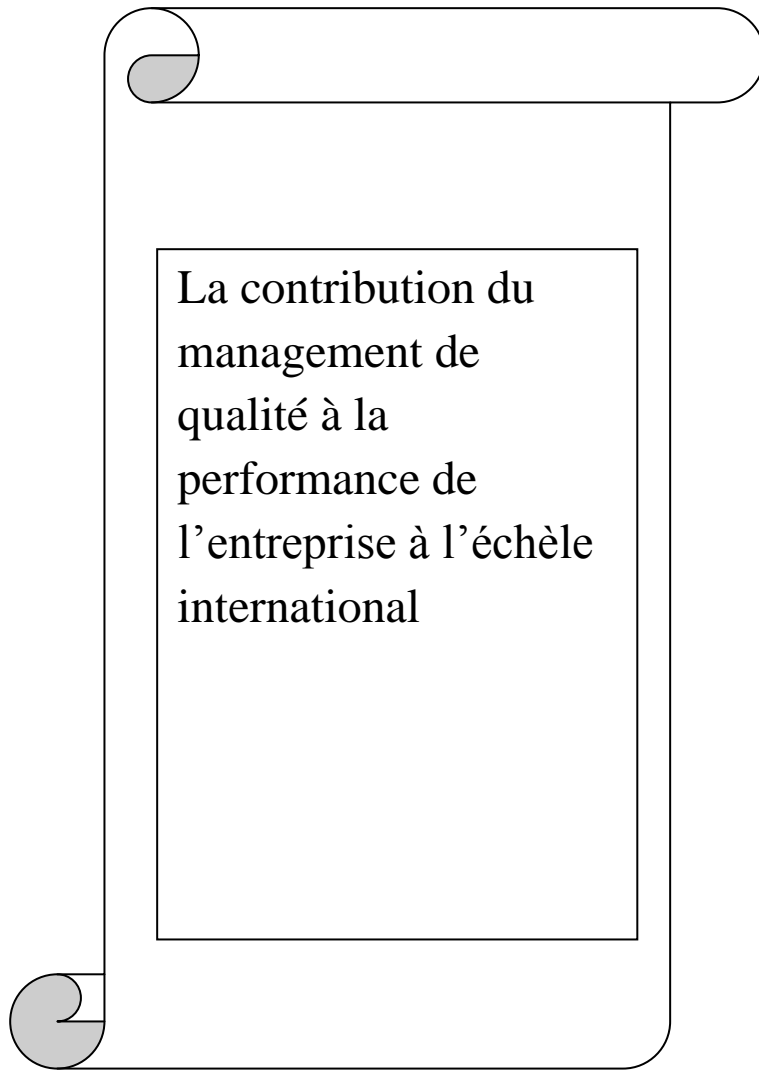 La contribution du
management de
qualité à la
performance de
l’entreprise à l’échèle
international